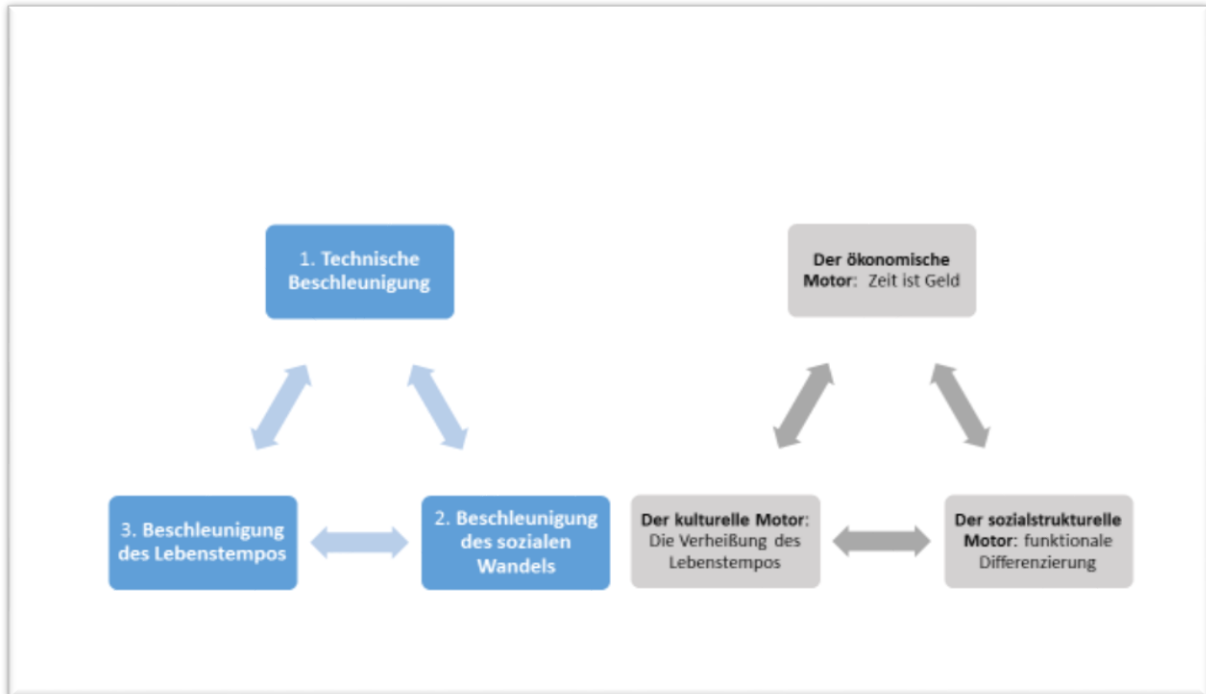 1. Technische
Beschleunigung
3. Beschleunigung
des Lebenstempos
2. Beschleunigung
des sozialen
Wandels
Der ökonomische
Motor: Zeit ist Geld
Der kulturelle Motor:
Die Verheißung des
Lebenstempos
Der sozialstrukturelle
Motor: funktionale
Differenzierung